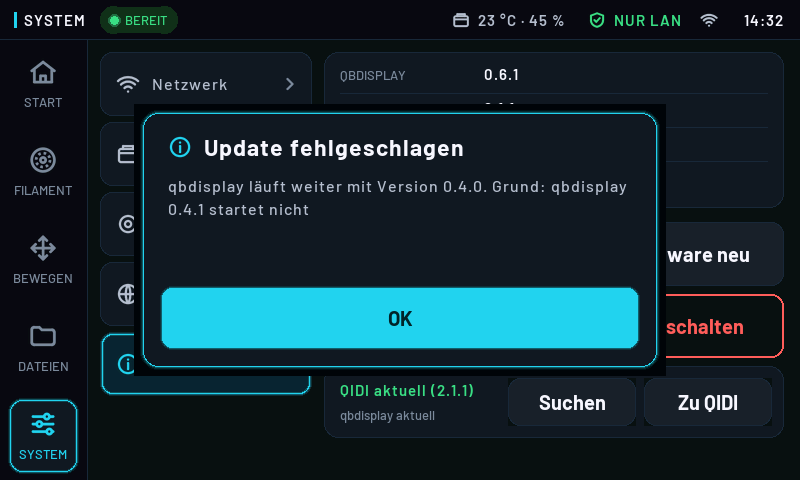 SYSTEM
BEREIT
23 °C · 45 %
NUR LAN
14:32
START
FILAMENT
BEWEGEN
DATEIEN
SYSTEM
Netzwerk
QBDISPLAY
0.6.1
Update fehlgeschlagen
qbdisplay läuft weiter mit Version 0.4.0. Grund: qbdisplay
0.4.1 startet nicht
OK
ware neu
schalten
QIDI aktuell (2.1.1)
qbdisplay aktuell
Suchen
Zu QIDI